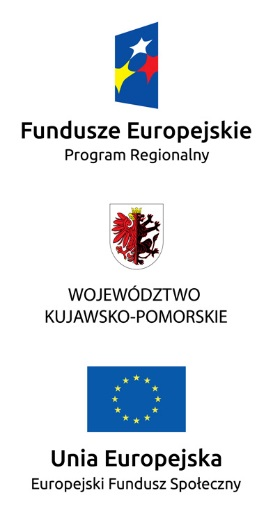 Fundusze Europejskie
Program Regionalny
WOJEWÓDZTWO
KUJAWSKO-POMORSKIE
Unia Europejska
Europejski Fundusz Społeczny